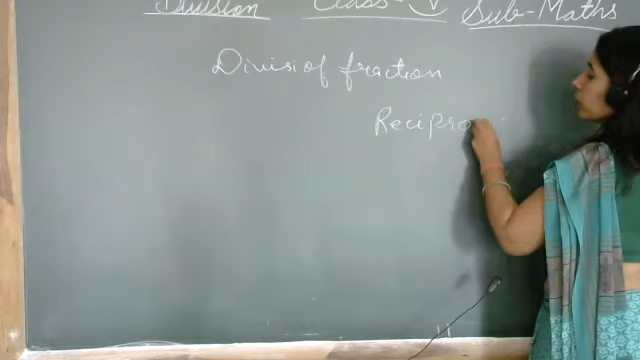 Division Class - V Sub - Maths
Divisi of fraction
Recipro